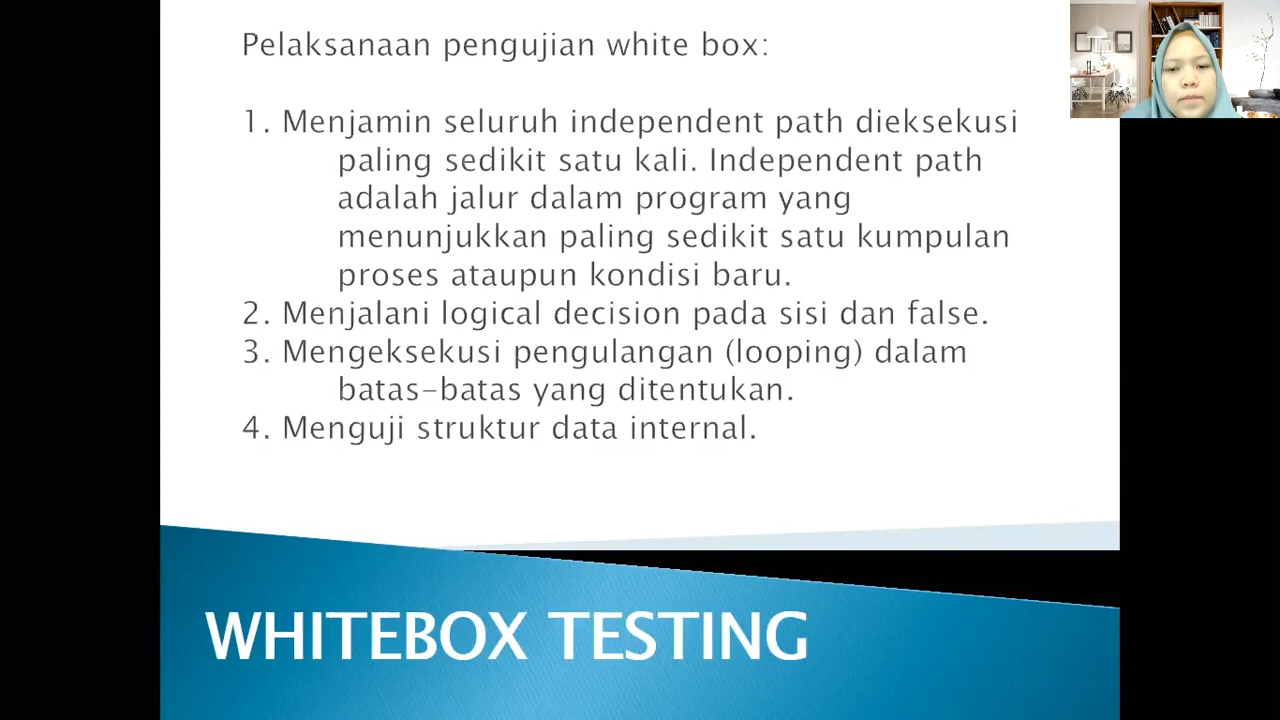 Pelaksanaan pengujian white box:
1. Menjamin seluruh independent path dieksekusi
paling sedikit satu kali. Independent path
adalah jalur dalam program yang
menunjukkan paling sedikit satu kumpulan
proses ataupun kondisi baru.
2. Menjalani logical decision pada sisi dan false.
3. Mengeksekusi pengulangan (looping) dalam
batas-batas yang ditentukan.
4. Menguji struktur data internal.
WHITEBOX TESTING